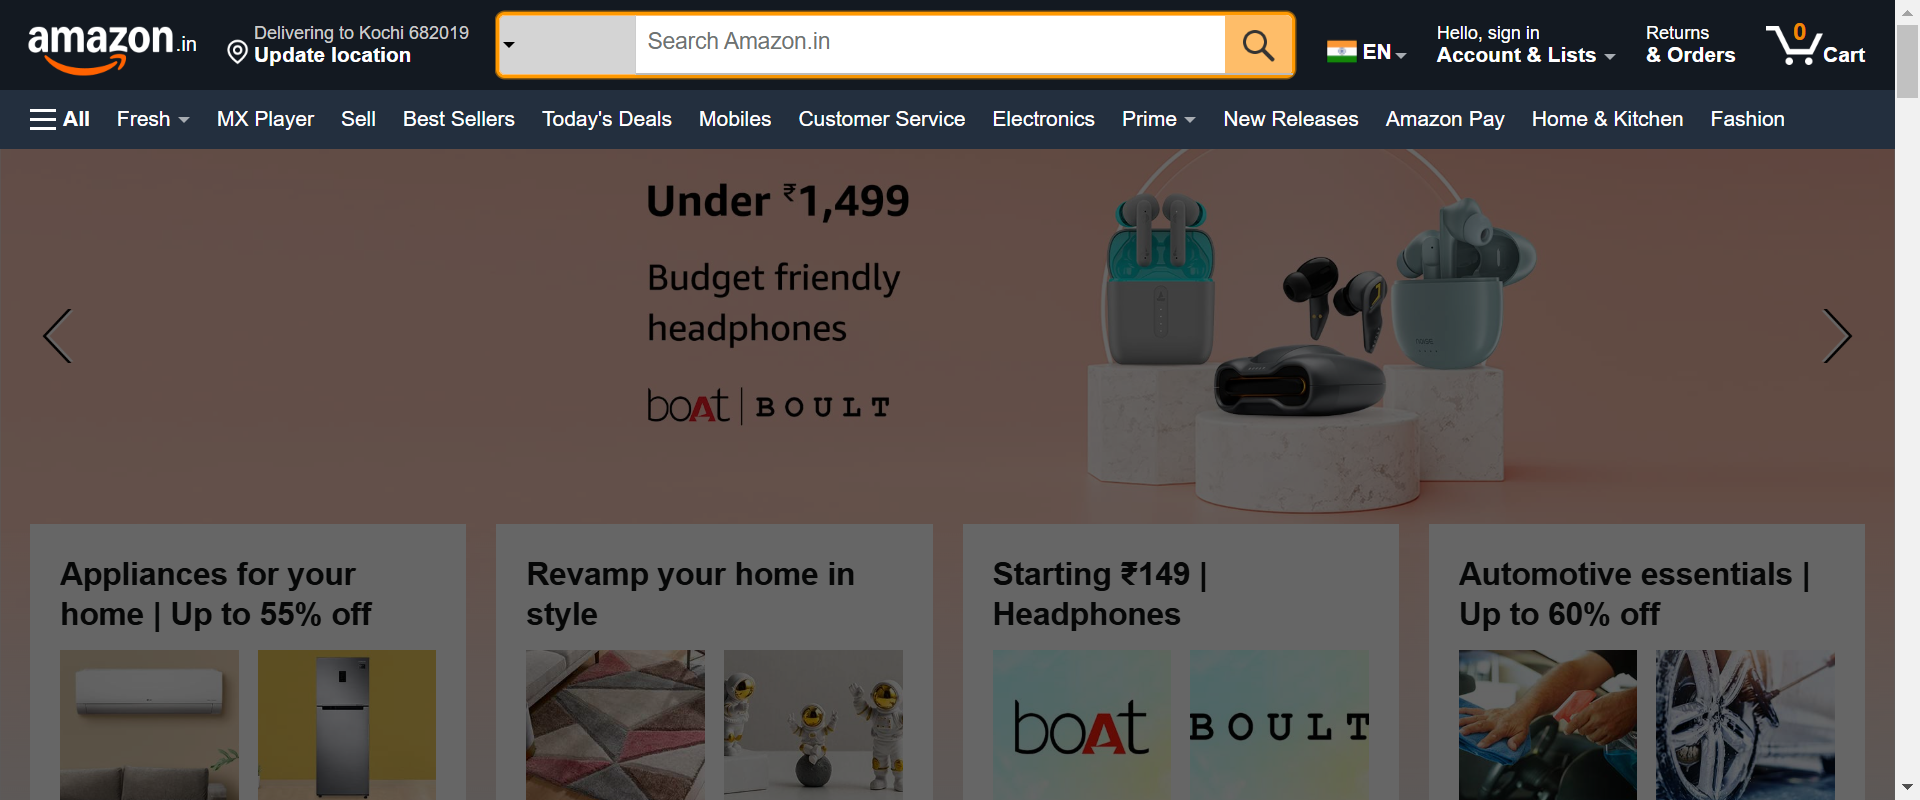 amazon.in
Delivering to Kochi 682019
Update location
Search Amazon.in
EN
Hello, sign in
Account & Lists
Returns
& Orders
0
Cart
All
Fresh
MX Player
Sell
Best Sellers
Today's Deals
Mobiles
Customer Service
Electronics
Prime
New Releases
Amazon Pay
Home & Kitchen
Fashion
Under ₹1,499
Budget friendly
headphones
boAt | BOULT
Appliances for your
home | Up to 55% off
Revamp your home in
style
Starting ₹149 |
Headphones
boAt
BOULT
Automotive essentials |
Up to 60% off